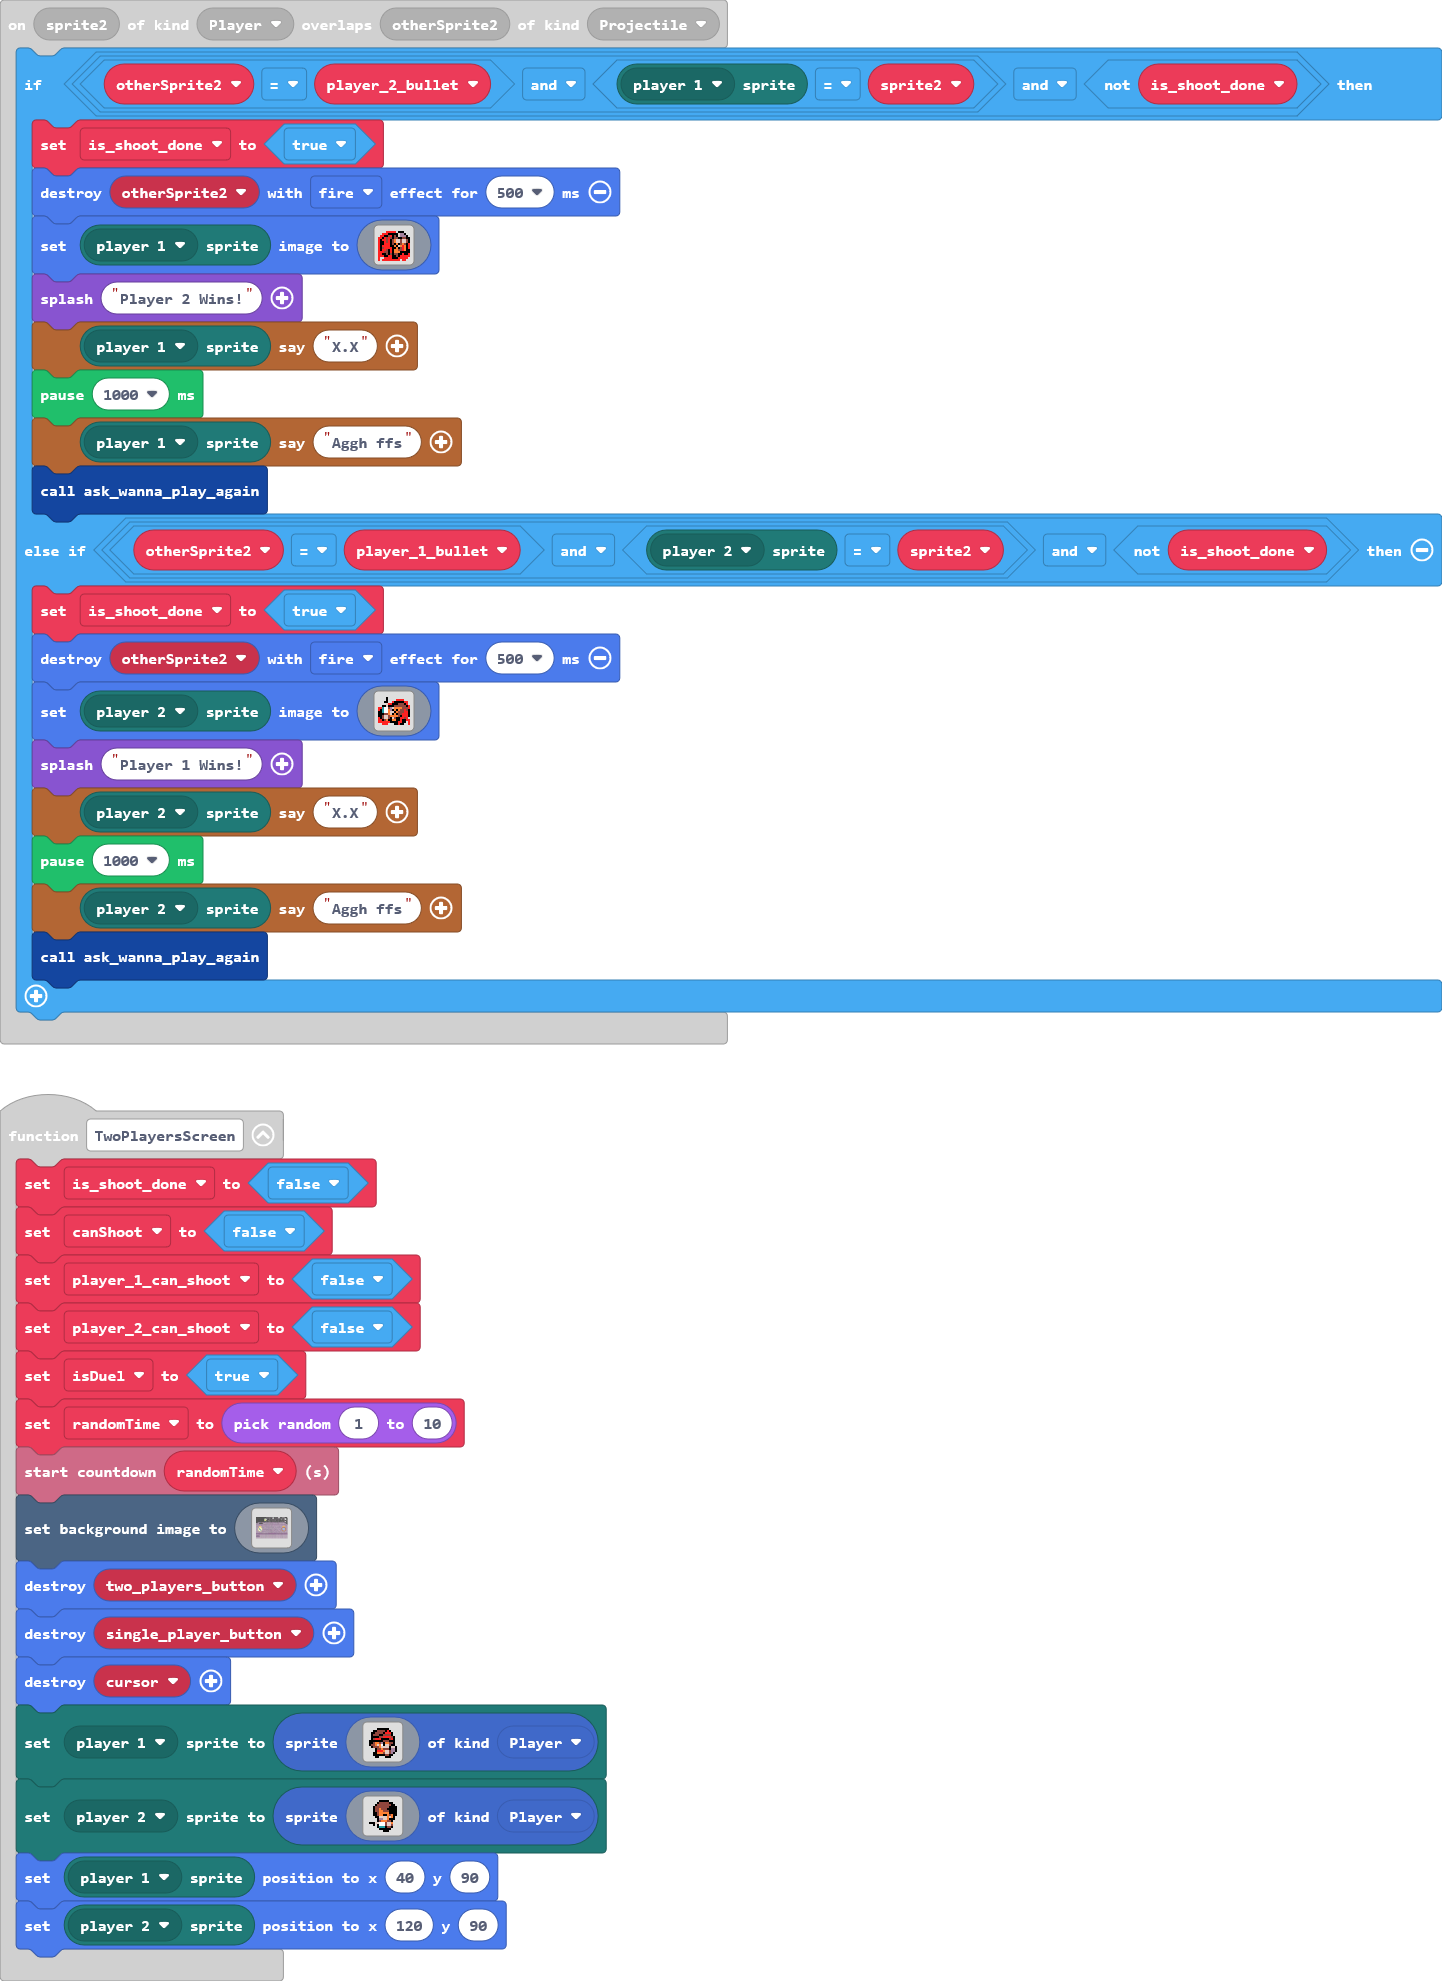 on sprite2 of kind Player overlaps otherSprite2 of kind Projectile
if otherSprite2 = player_2_bullet and player 1 sprite = sprite2 and not is_shoot_done then
set is_shoot_done to true
destroy otherSprite2 with fire effect for 500 ms
set player 1 sprite image to
splash "Player 2 Wins!"
player 1 sprite say "X.X"
pause 1000 ms
player 1 sprite say "Aggh ffs"
call ask_wanna_play_again
else if otherSprite2 = player_1_bullet and player 2 sprite = sprite2 and not is_shoot_done then
set is_shoot_done to true
destroy otherSprite2 with fire effect for 500 ms
set player 2 sprite image to
splash "Player 1 Wins!"
player 2 sprite say "X.X"
pause 1000 ms
player 2 sprite say "Aggh ffs"
call ask_wanna_play_again
function TwoPlayersScreen
set is_shoot_done to false
set canShoot to false
set player_1_can_shoot to false
set player_2_can_shoot to false
set isDuel to true
set randomTime to pick random 1 to 10
start countdown randomTime (s)
set background image to
destroy two_players_button
destroy single_player_button
destroy cursor
set player 1 sprite to sprite of kind Player
set player 2 sprite to sprite of kind Player
set player 1 sprite position to x 40 y 90
set player 2 sprite position to x 120 y 90